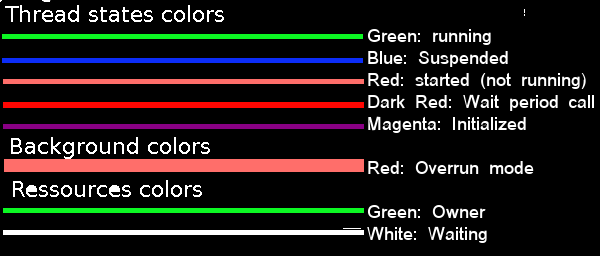 Thread states colors
Green: running
Blue: Suspended
Red: started (not running)
Dark Red: Wait period call
Magenta: Initialized
Background colors
Red: Overrun mode
Ressources colors
Green: Owner
White: Waiting